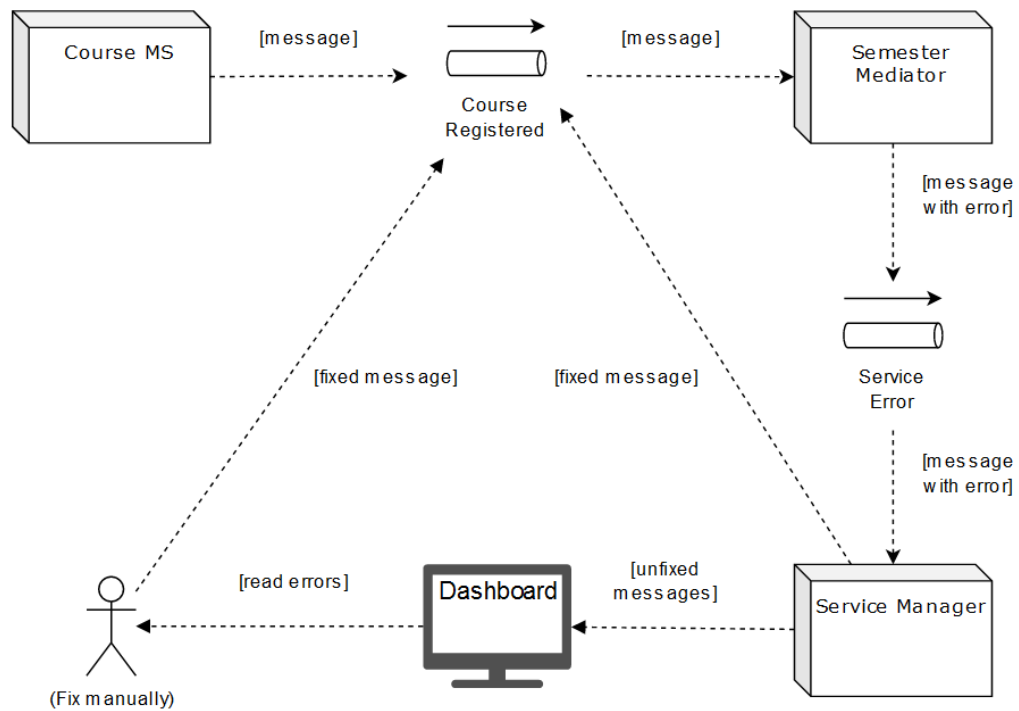 Course MS
[message]
Course
Registered
[message]
Semester
Mediator
[message
with error]
Service
Error
[fixed message]
[fixed message]
[message
with error]
(Fix manually)
[read errors]
Dashboard
[unfixed
messages]
Service Manager